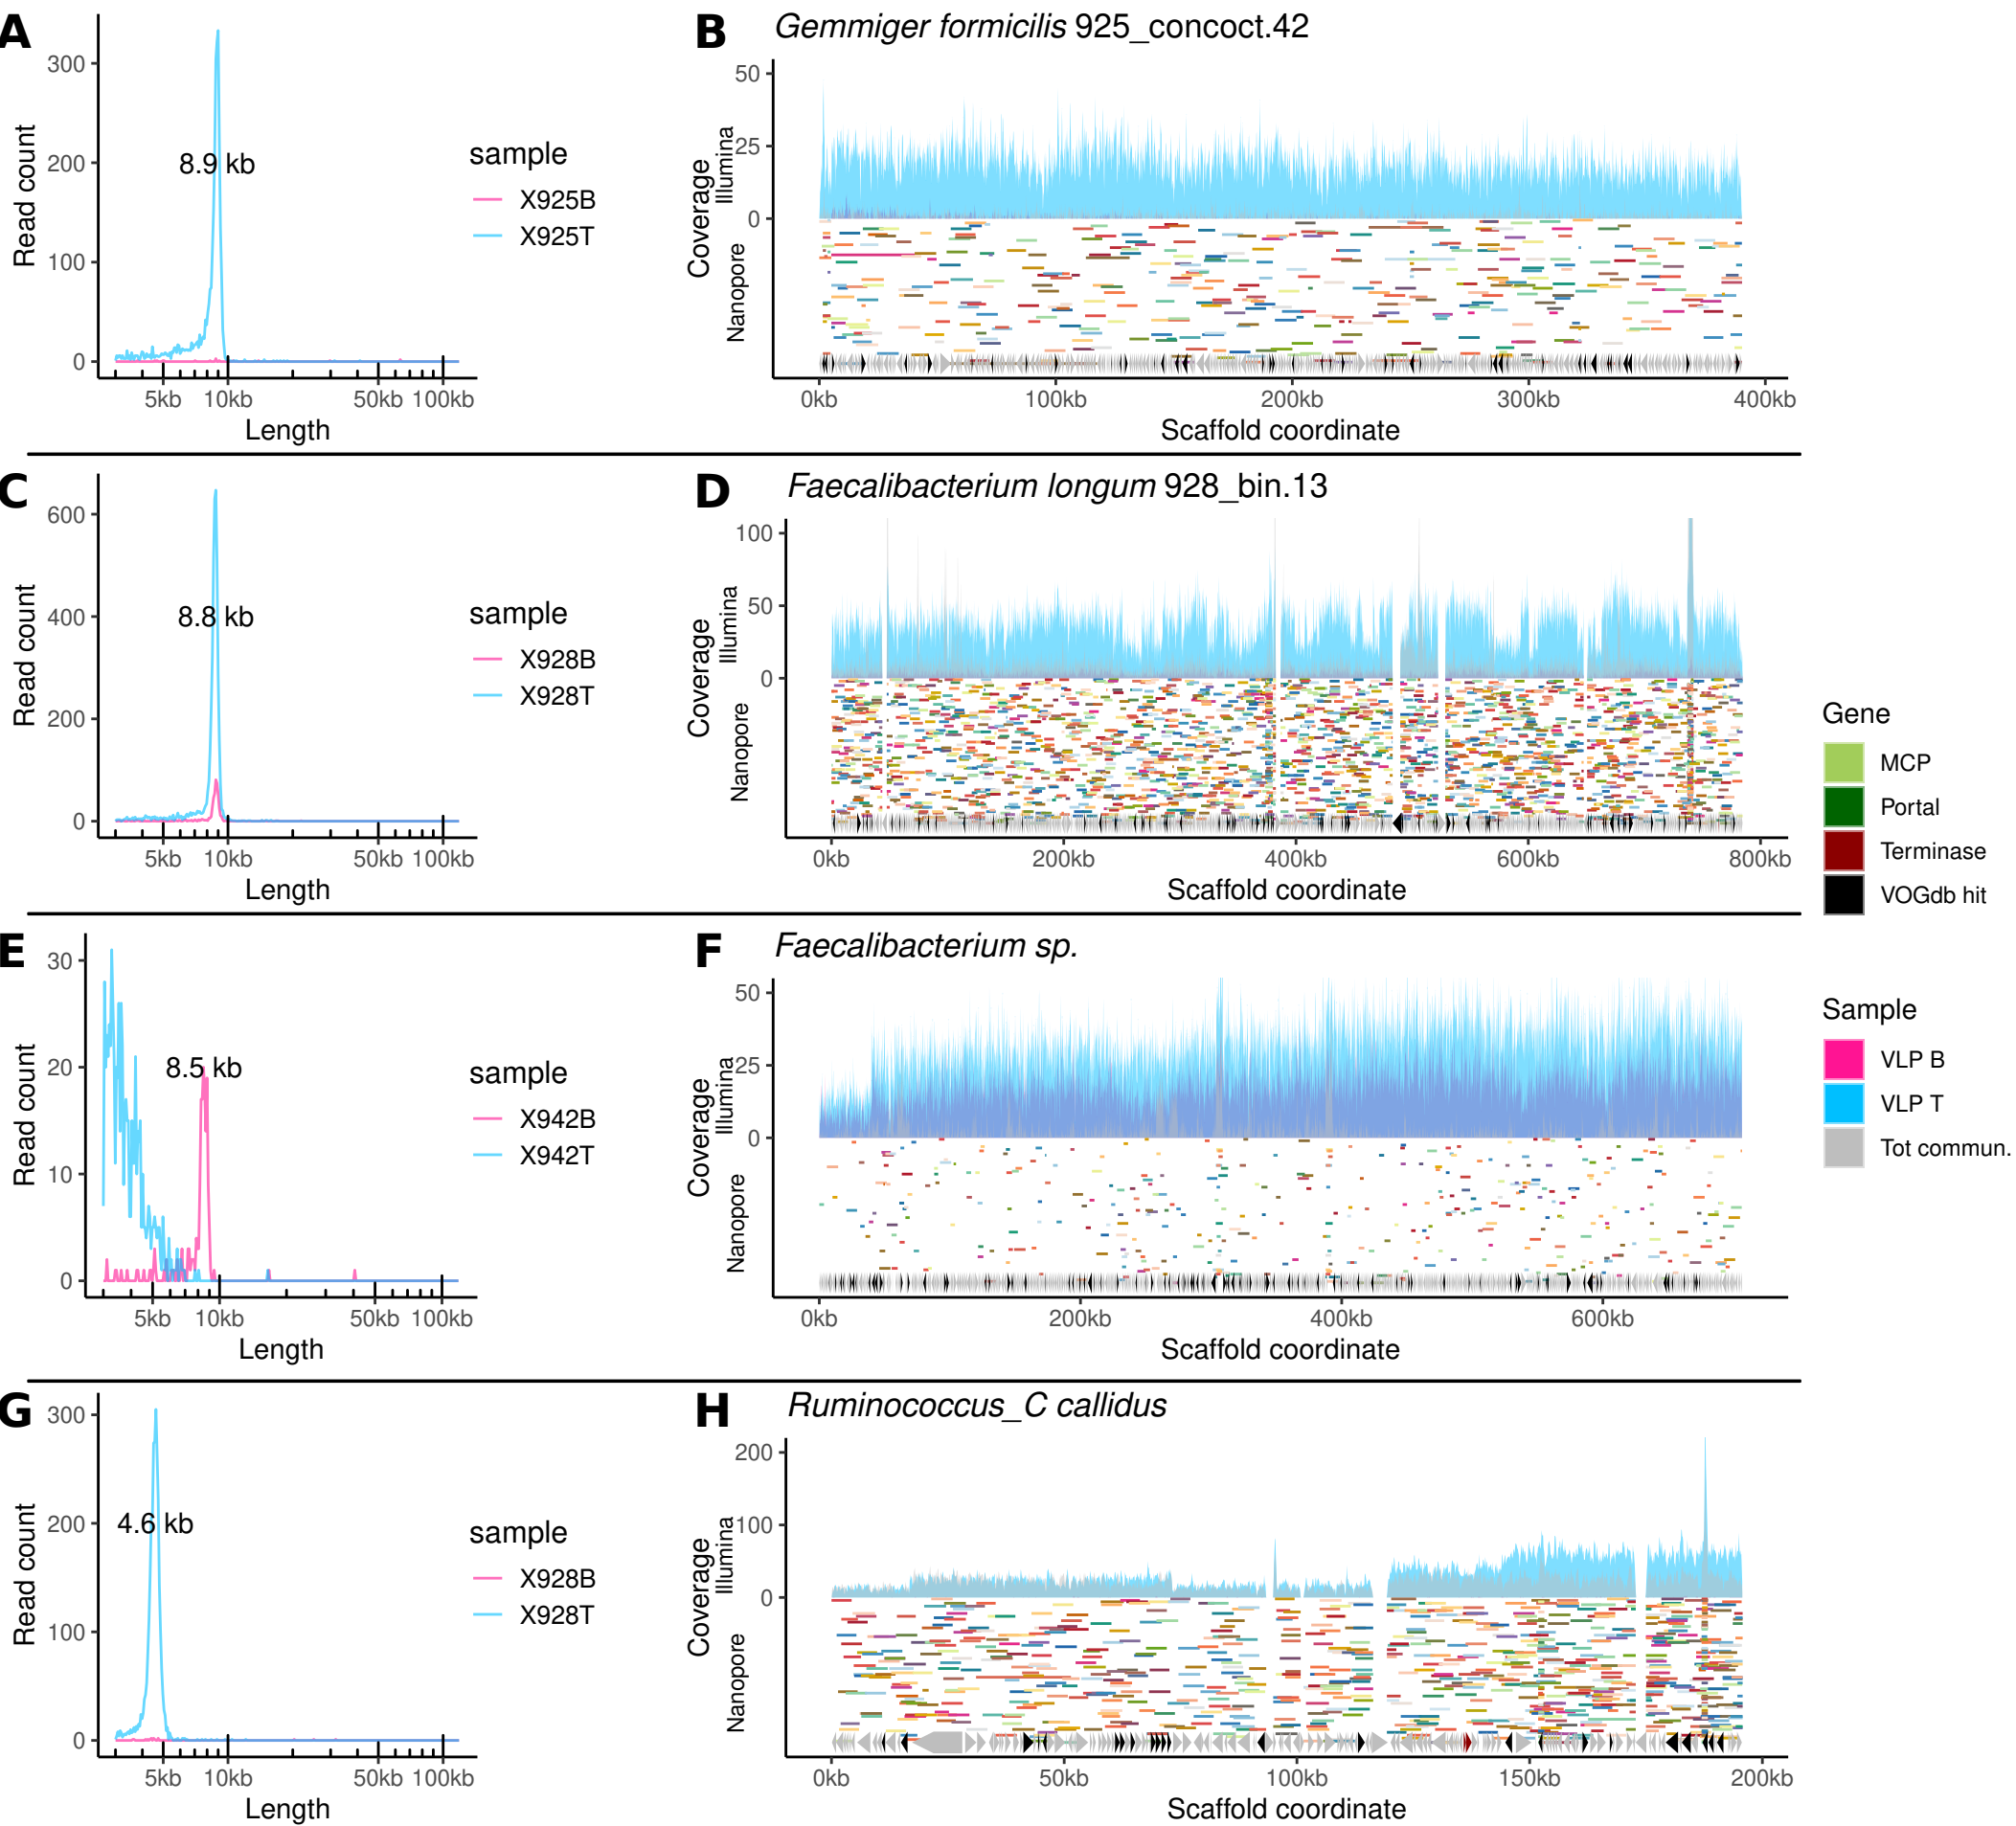 A
Read count
300
200
100
0
8.9 kb
5kb 10kb 50kb 100kb
Length
sample
X925B
X925T
B
Gemmiger formicilis 925_concoct.42
Coverage
Illumina
Nanopore
50
25
0
0kb 100kb 200kb 300kb 400kb
Scaffold coordinate
C
Read count
600
400
200
0
8.8 kb
5kb 10kb 50kb 100kb
Length
sample
X928B
X928T
D
Faecalibacterium longum 928_bin.13
Coverage
Illumina
Nanopore
100
50
0
0kb 200kb 400kb 600kb 800kb
Scaffold coordinate
E
Read count
30
20
10
0
8.5 kb
5kb 10kb 50kb 100kb
Length
sample
X942B
X942T
F
Faecalibacterium sp.
Coverage
Illumina
Nanopore
50
25
0
0kb 200kb 400kb 600kb
Scaffold coordinate
G
Read count
300
200
100
0
4.6 kb
5kb 10kb 50kb 100kb
Length
sample
X928B
X928T
H
Ruminococcus_C callidus
Coverage
Illumina
Nanopore
200
100
0
0kb 50kb 100kb 150kb 200kb
Scaffold coordinate
Gene
MCP
Portal
Terminase
VOGdb hit
Sample
VLP B
VLP T
Tot commun.